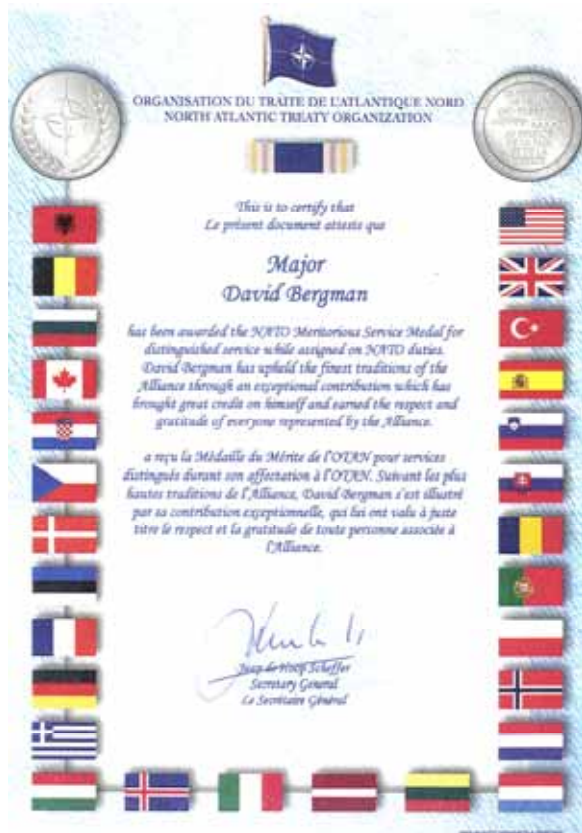 ORGANISATION DU TRAITE DE L'ATLANTIQUE NORD
NORTH ATLANTIC TREATY ORGANIZATION
This is to certify that
Le présent document atteste que
Major
David Bergman
has been awarded the NATO Meritorious Service Medal for
distinguished service while assigned on NATO duties.
David Bergman has upheld the finest traditions of the
Alliance through an exceptional contribution which has
brought great credit on himself and earned the respect and
gratitude of everyone represented by the Alliance.
a reçu la Médaille du Mérite de l'OTAN pour services
distingués durant son affectation à l'OTAN. Suivant les plus
hautes traditions de l'Alliance, David Bergman s'est illustré
par sa contribution exceptionnelle, qui lui ont valu à juste
titre le respect et la gratitude de toute personne associée à
l'Alliance.
Jaap de Hoop Scheffer
Secretary General
Le Secrétaire Général